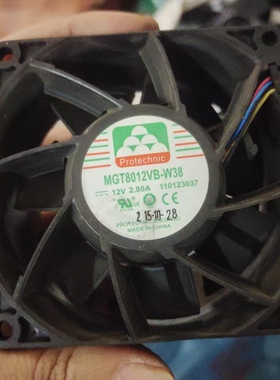 Protechnic
MGT8012VB-W38
12V 2.80A 110123037
2 15-10-28
MADE IN CHINA